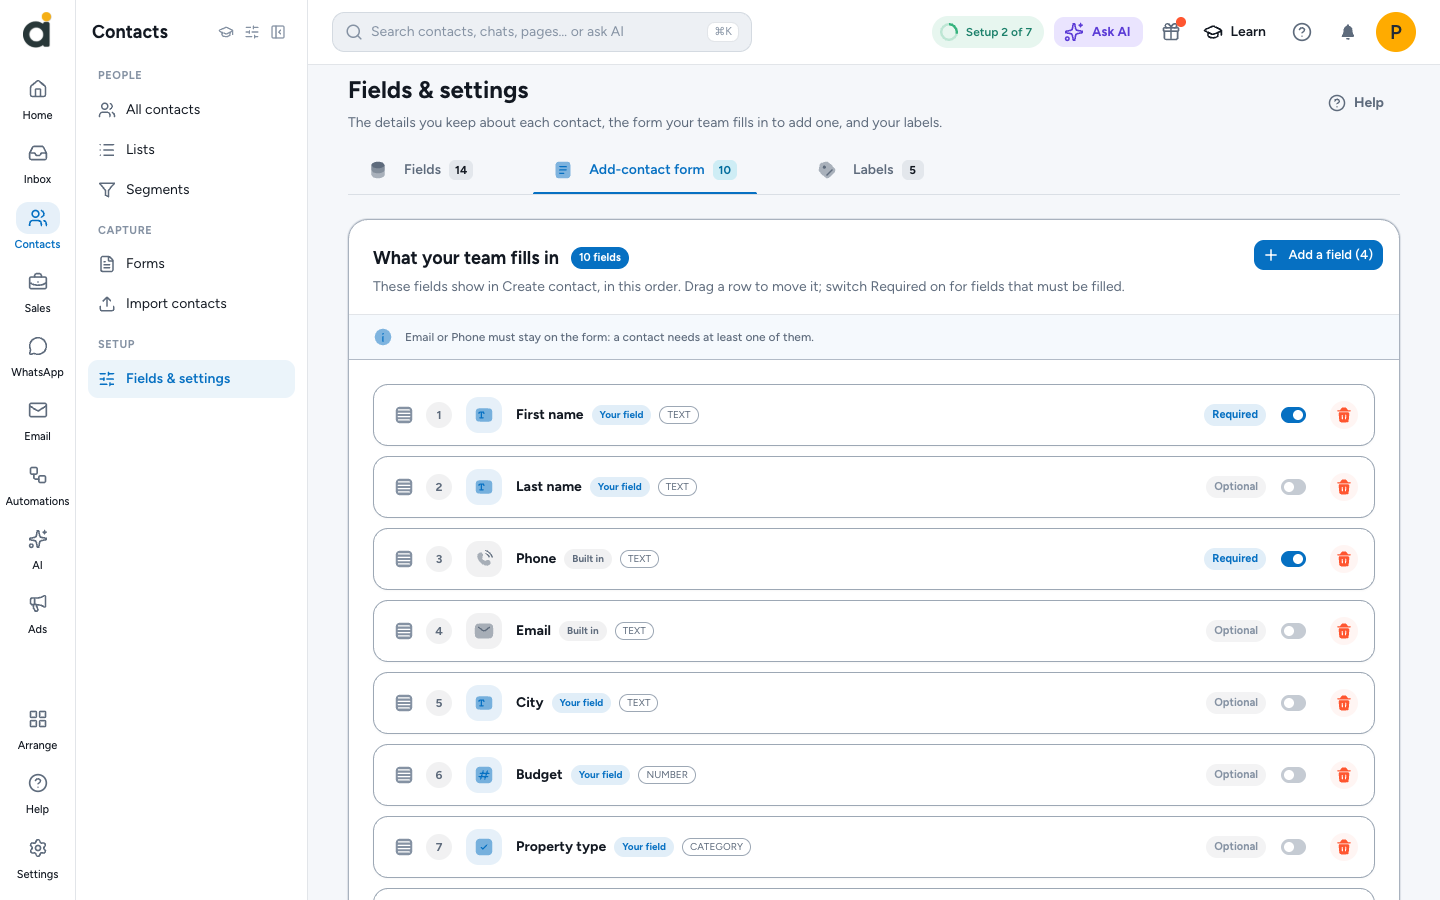 Contacts
Search contacts, chats, pages... or ask AI
⌘K
Setup 2 of 7
Ask AI
Learn
P
Home
Inbox
Contacts
Sales
WhatsApp
Email
Automations
AI
Ads
Arrange
Help
Settings
PEOPLE
All contacts
Lists
Segments
CAPTURE
Forms
Import contacts
SETUP
Fields & settings
Fields & settings
Help
The details you keep about each contact, the form your team fills in to add one, and your labels.
Fields 14
Add-contact form 10
Labels 5
What your team fills in 10 fields
Add a field (4)
These fields show in Create contact, in this order. Drag a row to move it; switch Required on for fields that must be filled.
Email or Phone must stay on the form: a contact needs at least one of them.
1 First name Your field TEXT Required
2 Last name Your field TEXT Optional
3 Phone Built in TEXT Required
4 Email Built in TEXT Optional
5 City Your field TEXT Optional
6 Budget Your field NUMBER Optional
7 Property type Your field CATEGORY Optional